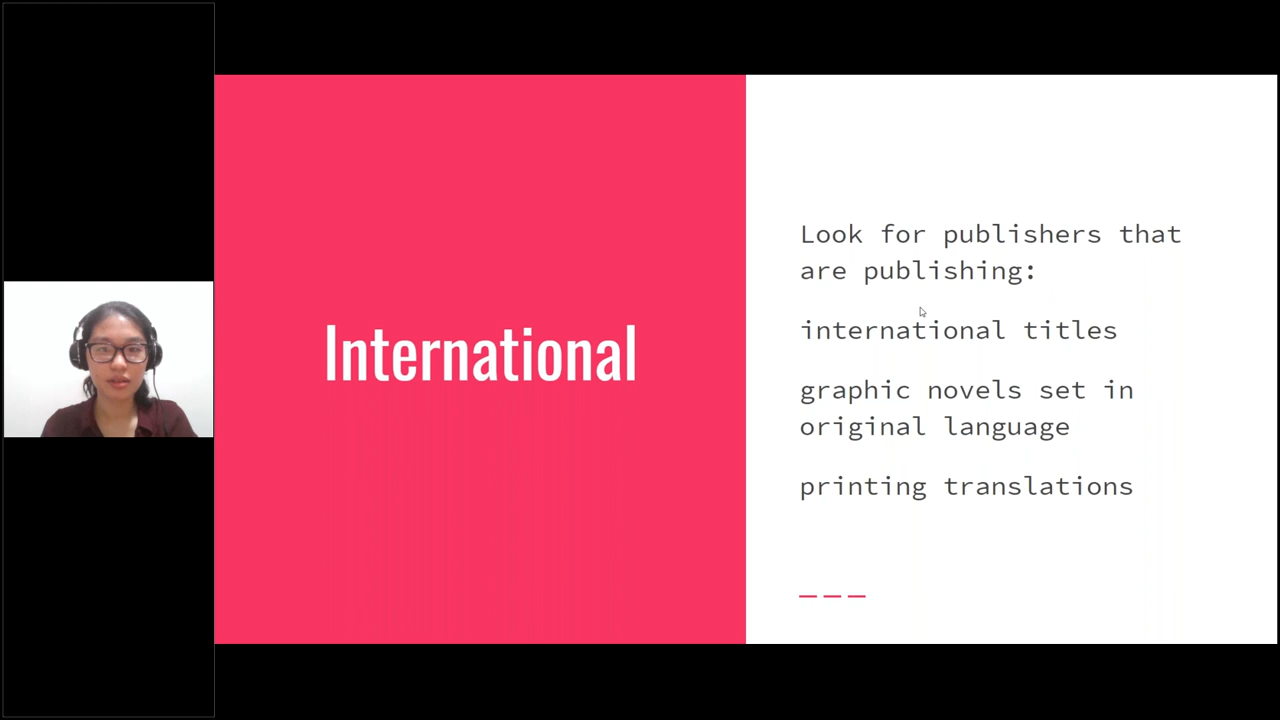 International
Look for publishers that
are publishing:
international titles
graphic novels set in
original language
printing translations